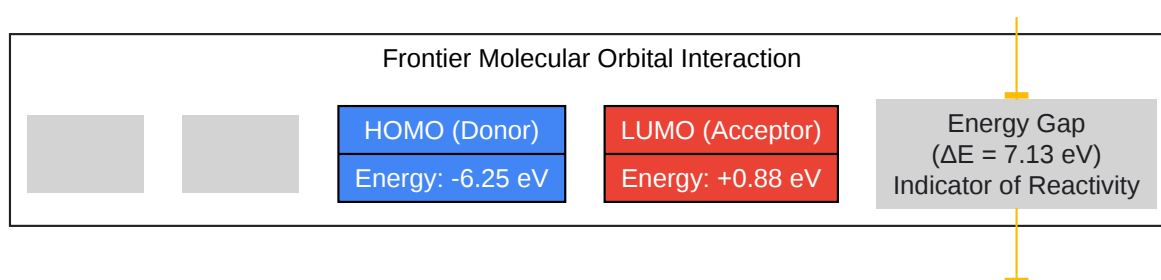 Frontier Molecular Orbital Interaction
HOMO (Donor)
Energy: -6.25 eV
LUMO (Acceptor)
Energy: +0.88 eV
Energy Gap
(ΔE = 7.13 eV)
Indicator of Reactivity